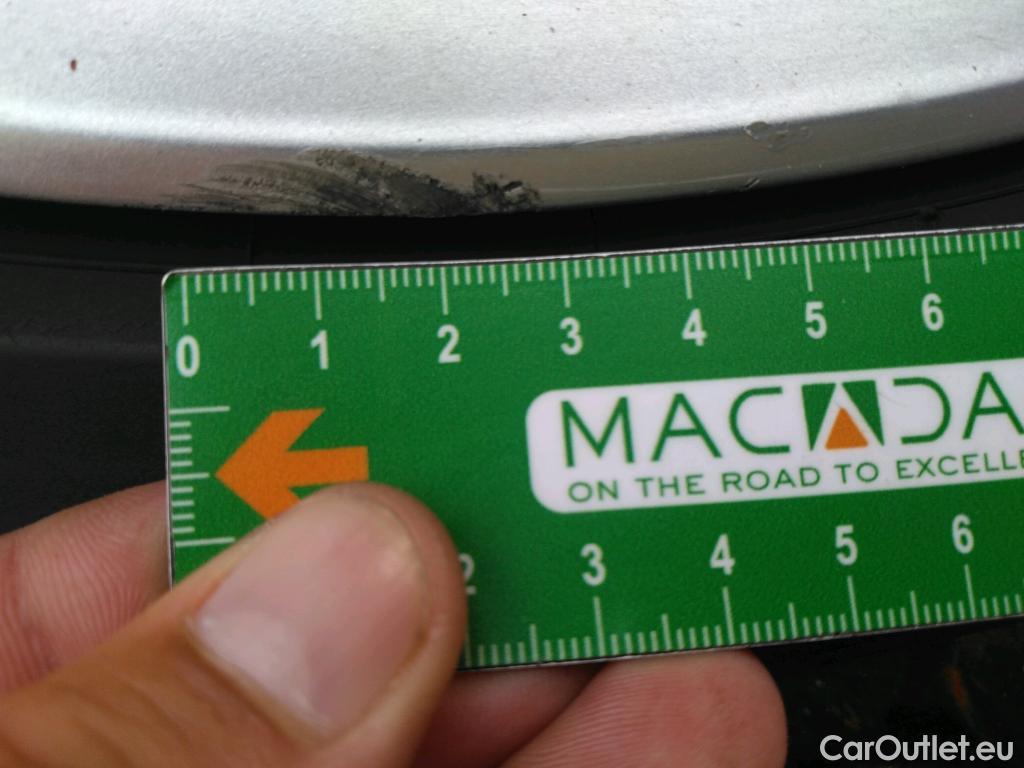 0 1 2 3 4 5 6
MACADA
ON THE ROAD TO EXCELLE
2 3 4 5 6
CarOutlet.eu